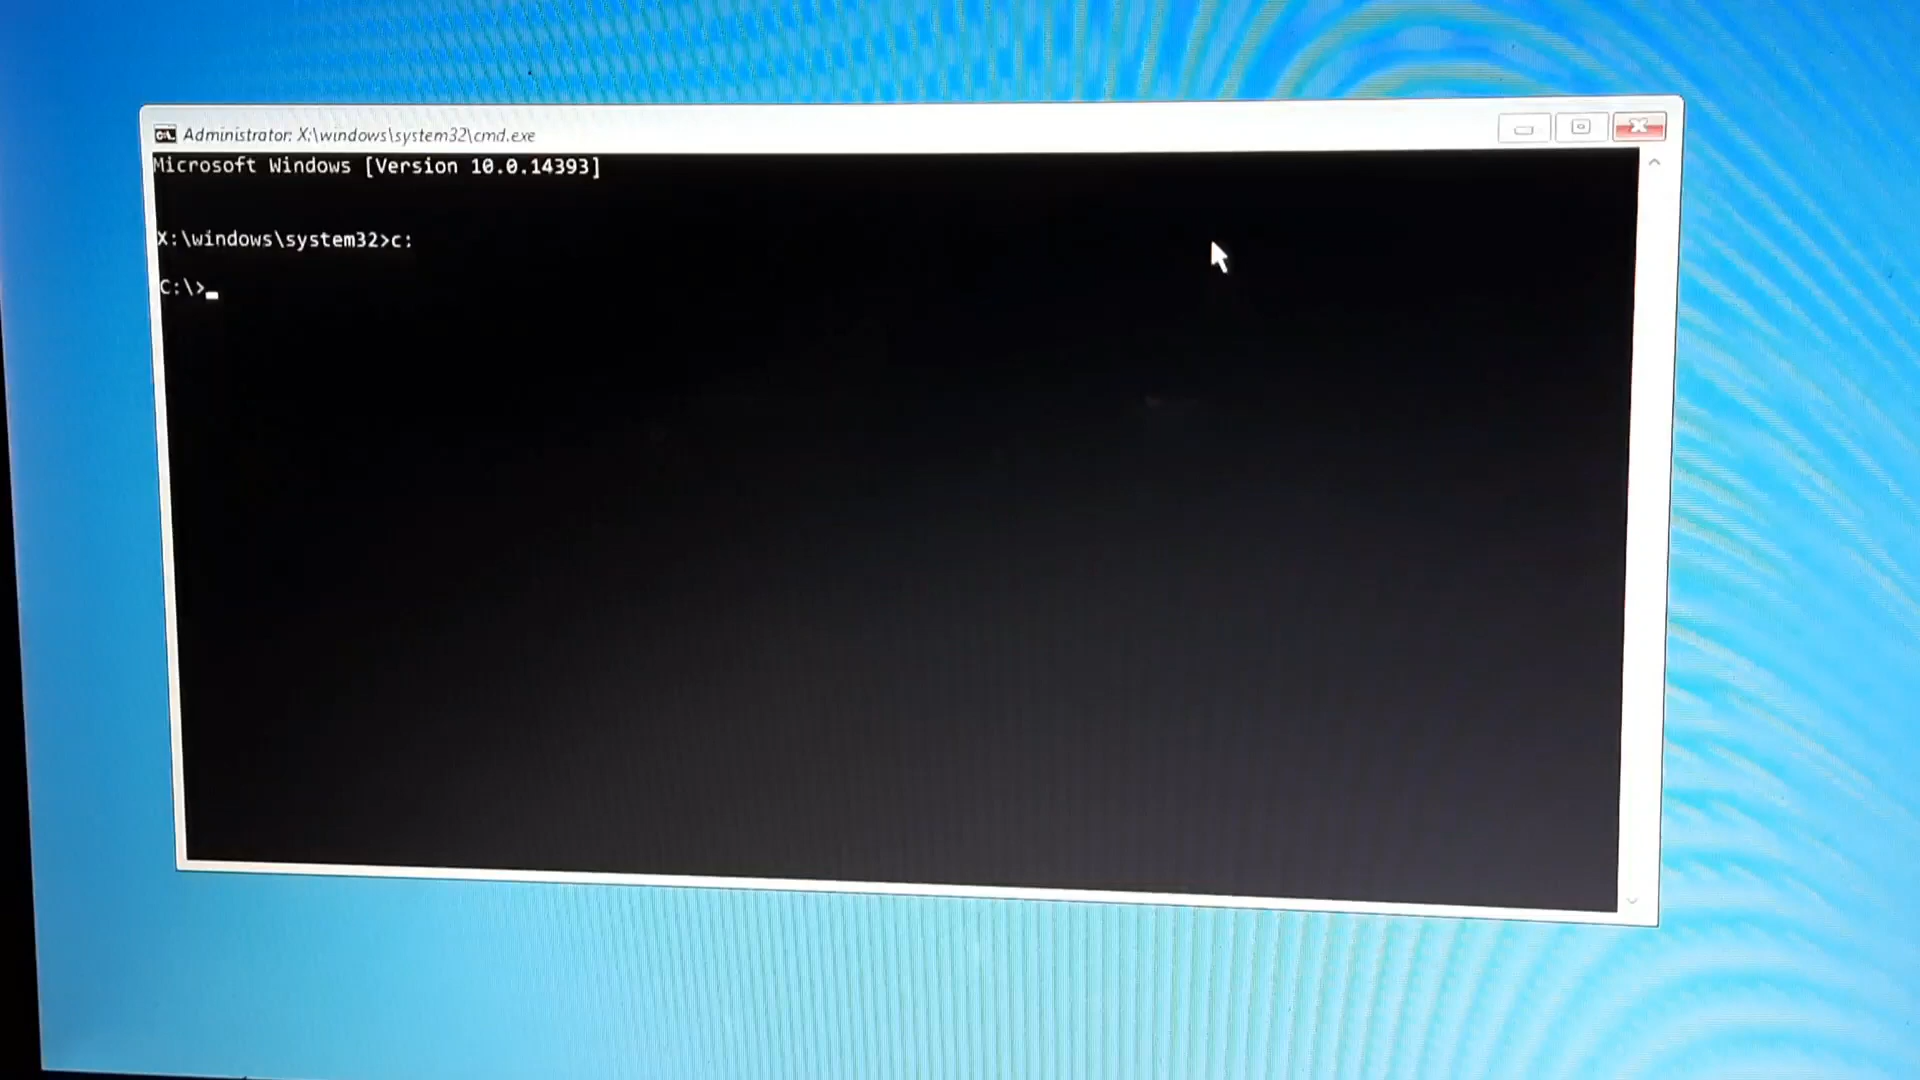 Administrator: X:\windows\system32\cmd.exe
Microsoft Windows [Version 10.0.14393]
X:\windows\system32>c:
C:\>